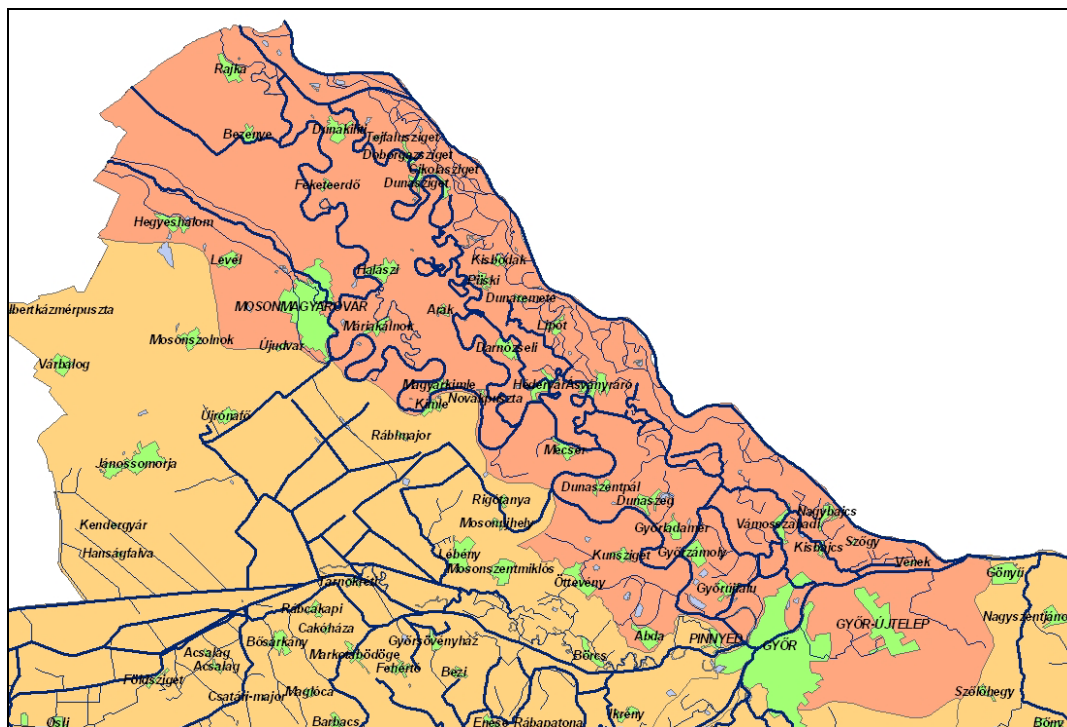 Rajka
Bezenye
Dunakiliti
Tejfalusziget
Doborgazsziget
Cikolasziget
Dunasziget
Feketeerdő
Hegyeshalom
Levél
Halászi
Kisbodak
Püski
Dunaremete
MOSONMAGYARÓVÁR
Arak
Lipót
Máriakálnok
Mosonszolnok
Újudvar
Darnózseli
Várbalog
Magyarkimle
Novákpuszta
Hédervár
Ásványráró
Kimle
Újrónafő
Ráblmajor
Mecsér
Jánossomorja
Dunaszentpál
Dunaszeg
Rigótanya
Nagybajcs
Kendergyár
Mosonújhely
Győrladamér
Vámosszabadi
Szőgy
Hanságfalva
Lébény
Kunsziget
Győrzámoly
Kisbajcs
Vének
Mosonszentmiklós
Öttevény
Gönyű
Tárnokréti
Győrújfalu
Rábcakapi
Nagyszentjános
Cakóháza
Abda
PINNYÉD
GYŐR
GYŐR-ÚJTELEP
Bősárkány
Győrsövényház
Börcs
Acsalag
Acsalag
Markotabödöge
Fehértó
Bezi
Földsziget
Csatári-major
Maglóca
Szőlőhegy
Osli
Barbacs
Enese
Rábapatona
Ikrény
Bőny